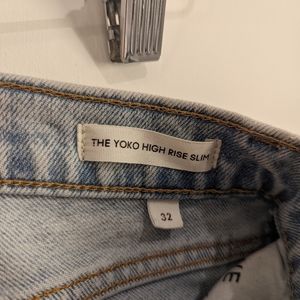 THE YOKO HIGH RISE SLIM
32